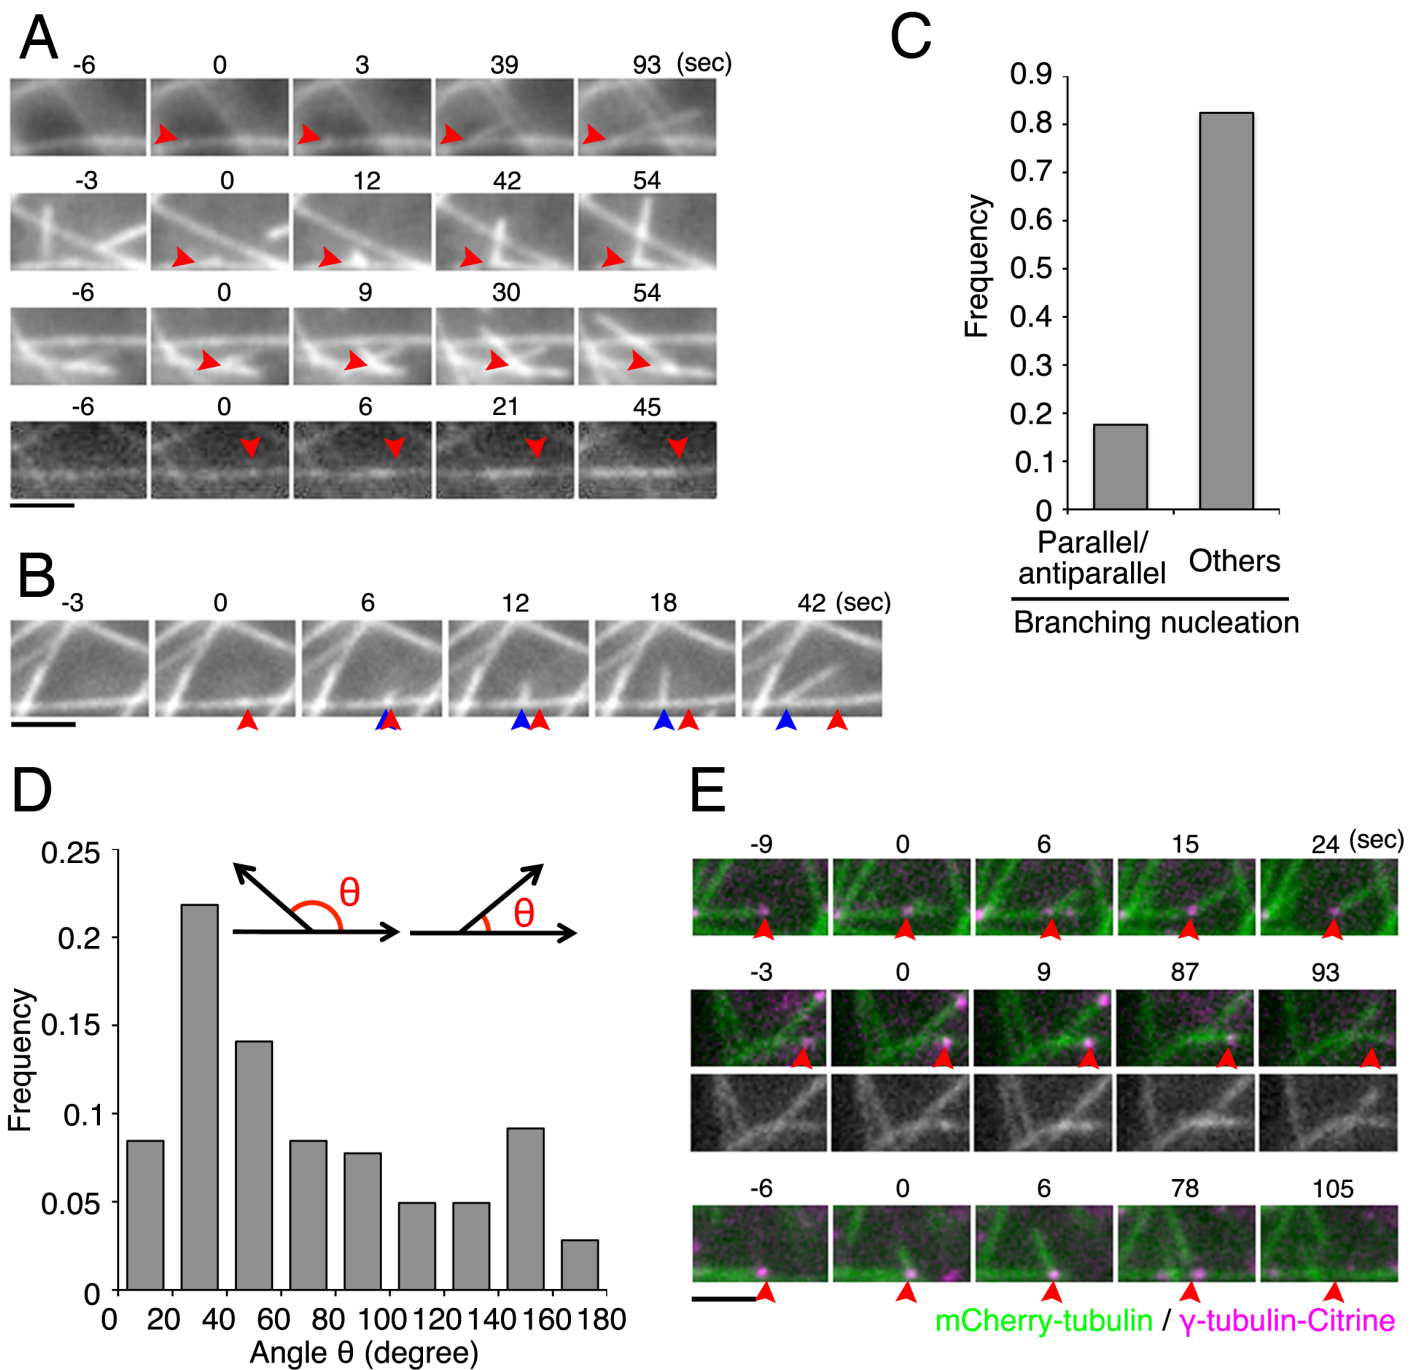 A
-6 0 3 39 93 (sec)
-3 0 12 42 54
-6 0 9 30 54
-6 0 6 21 45
B
-3 0 6 12 18 42 (sec)
C
0.9
0.8
0.7
0.6
0.5
0.4
0.3
0.2
0.1
0
Frequency
Parallel/
antiparallel
Others
Branching nucleation
D
0.25
0.2
0.15
0.1
0.05
0
Frequency
θ
θ
0 20 40 60 80 100 120 140 160 180
Angle θ (degree)
E
-9 0 6 15 24 (sec)
-3 0 9 87 93
-6 0 6 78 105
mCherry-tubulin / γ-tubulin-Citrine